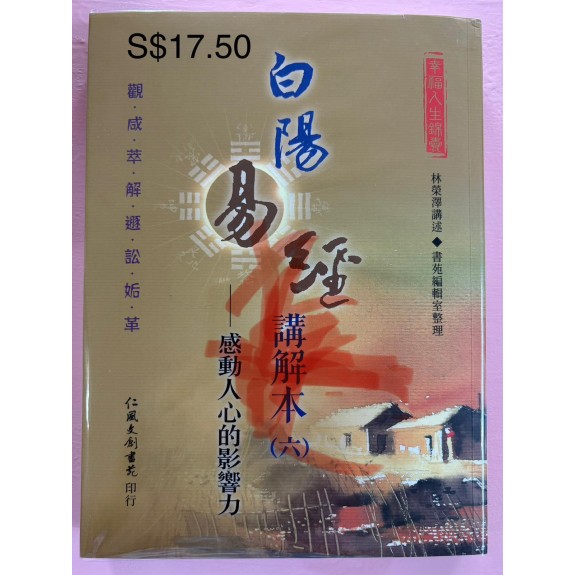 S$17.50
幸福人生錦囊
林榮澤講述◆書苑編輯室整理
白陽易經
講解本(六)
——感動人心的影響力
觀·咸·萃·解·遯·訟·姤·革
仁風文創書苑 印行